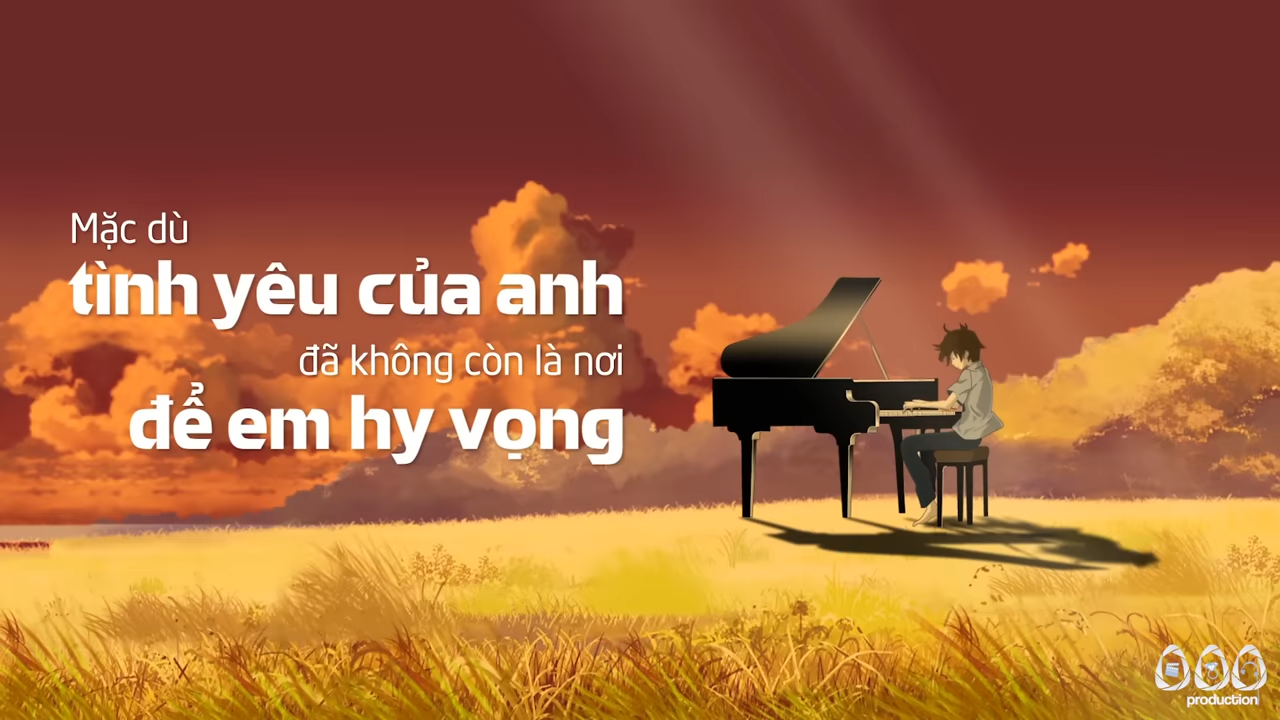 Mặc dù
tình yêu của anh
đã không còn là nơi
để em hy vọng
production